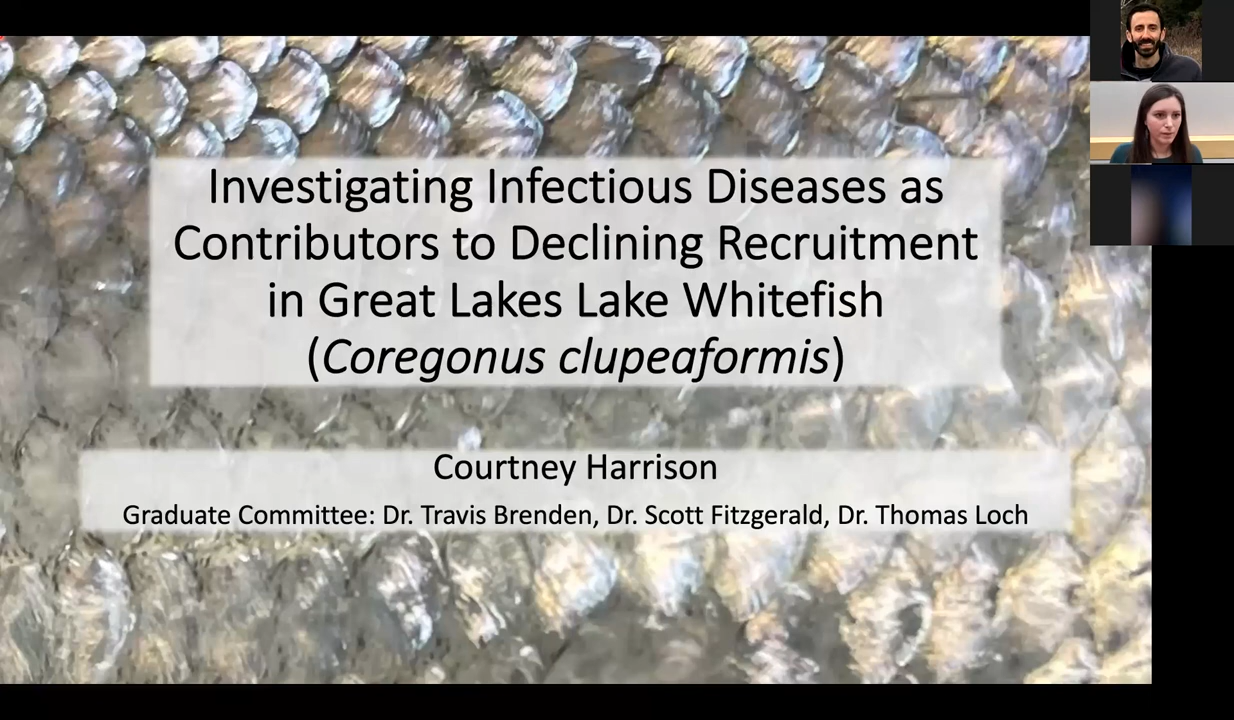 Investigating Infectious Diseases as
Contributors to Declining Recruitment
in Great Lakes Lake Whitefish
(Coregonus clupeaformis)
Courtney Harrison
Graduate Committee: Dr. Travis Brenden, Dr. Scott Fitzgerald, Dr. Thomas Loch